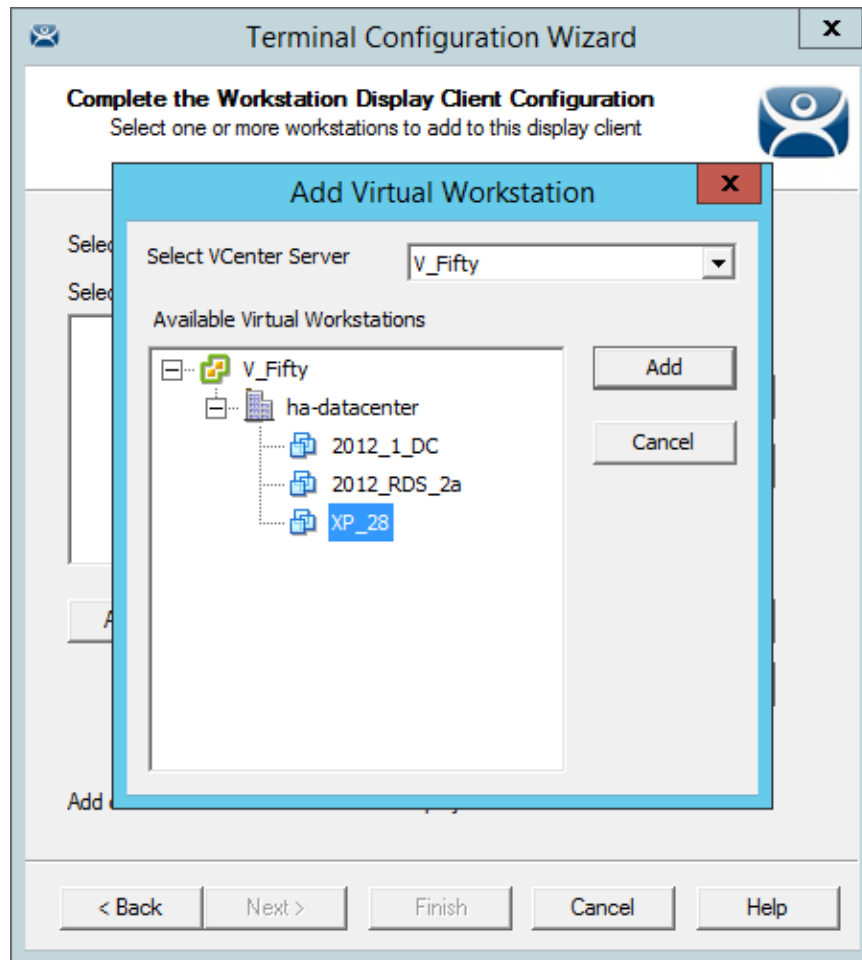 Terminal Configuration Wizard
Complete the Workstation Display Client Configuration
Select one or more workstations to add to this display client
Add Virtual Workstation
Select VCenter Server
V_Fifty
Available Virtual Workstations
V_Fifty
Add
ha-datacenter
2012_1_DC
Cancel
2012_RDS_2a
XP_28
Add
< Back
Next >
Finish
Cancel
Help